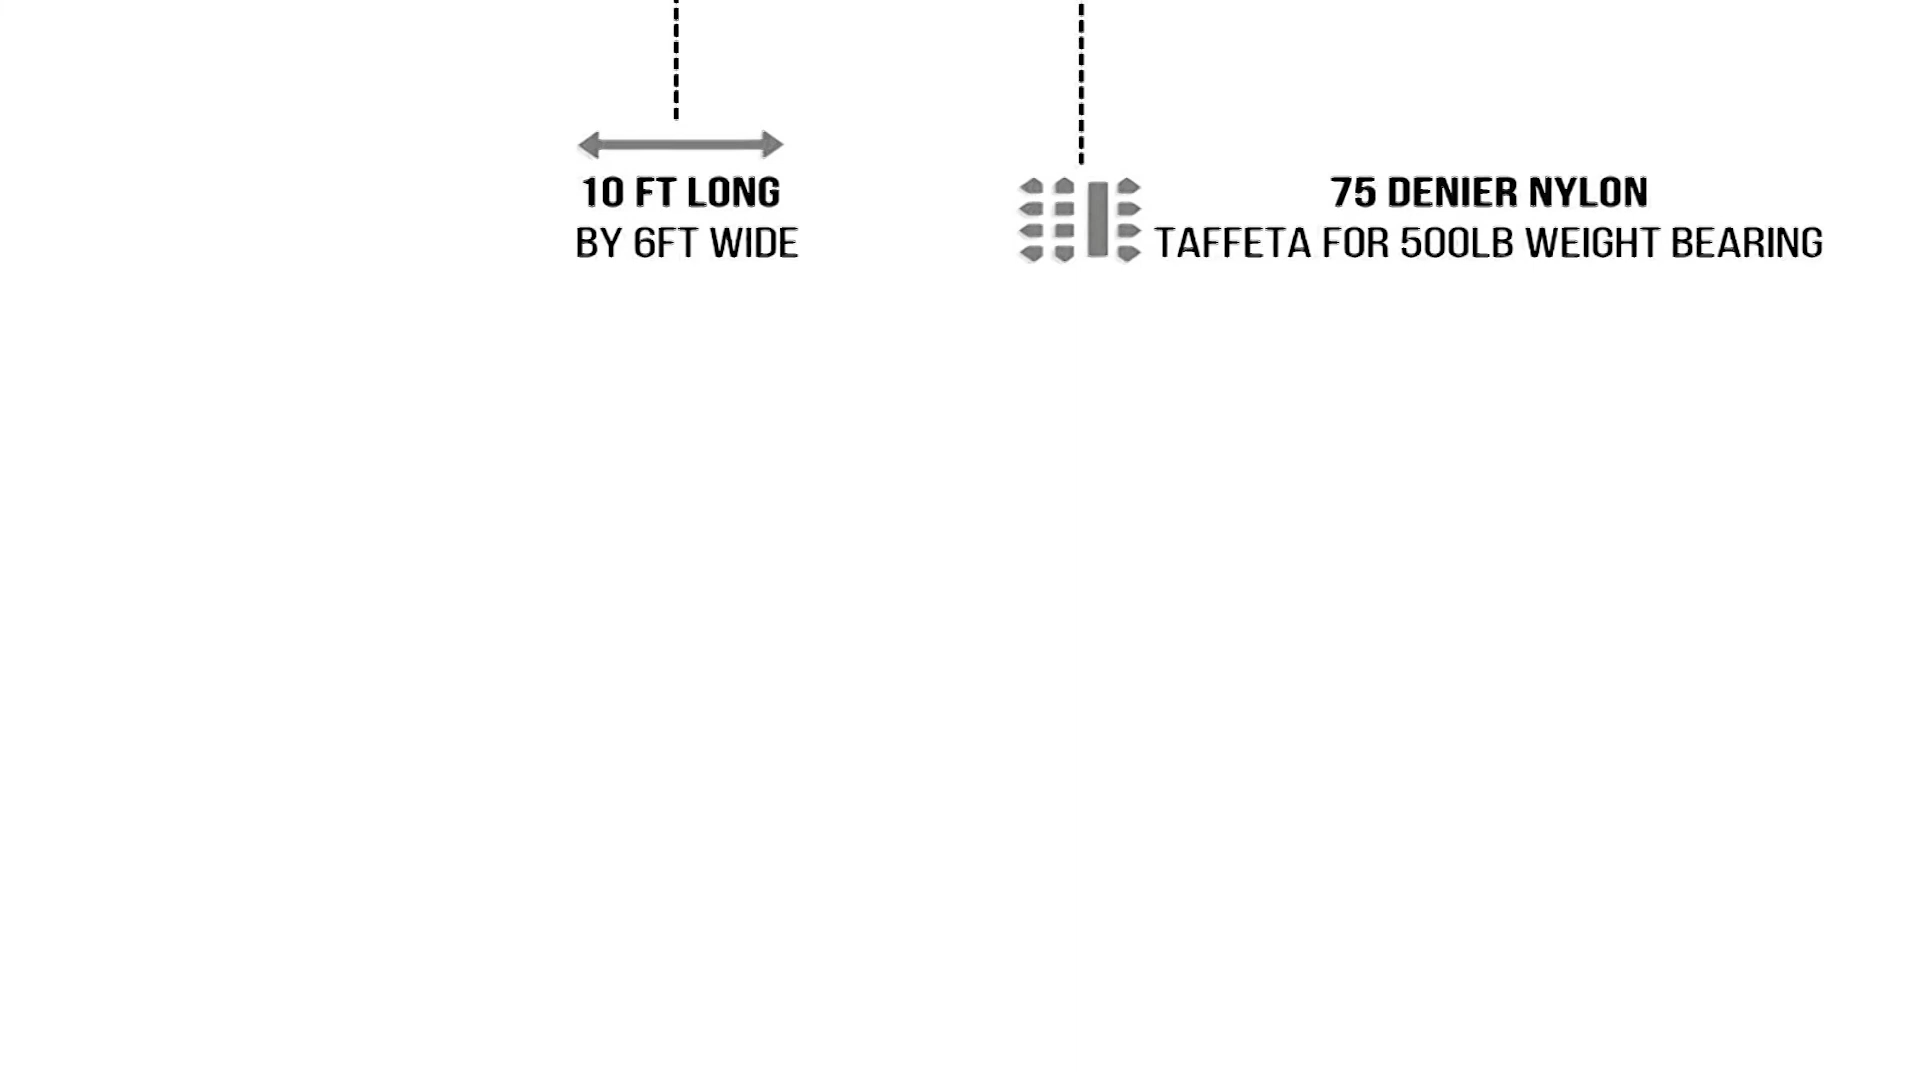 10 FT LONG
BY 6FT WIDE
75 DENIER NYLON
TAFFETA FOR 500LB WEIGHT BEARING